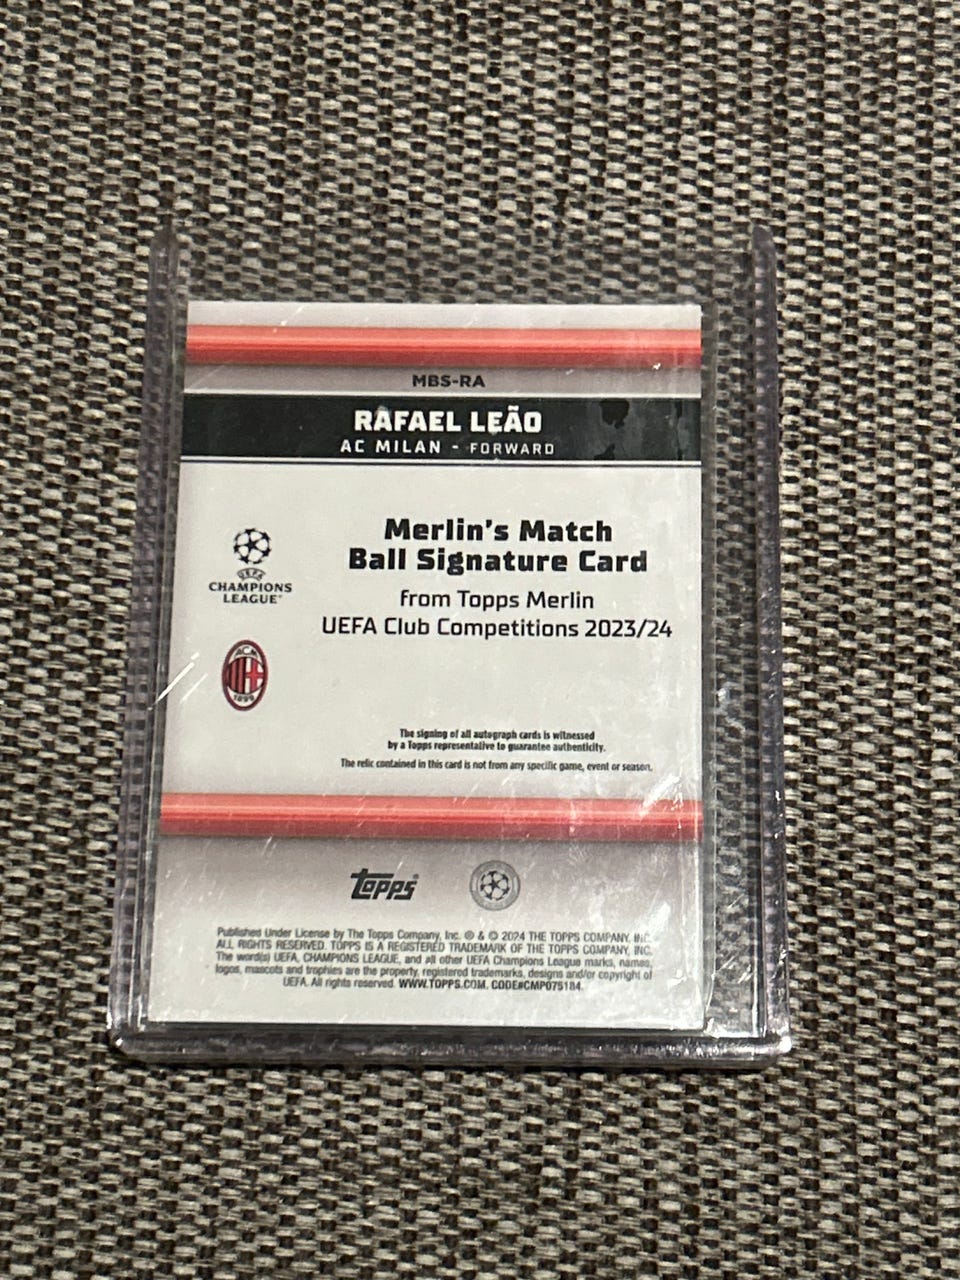 MBS-RA
RAFAEL LEÃO
AC MILAN - FORWARD
Merlin's Match
Ball Signature Card
from Topps Merlin
UEFA Club Competitions 2023/24
UEFA
CHAMPIONS
LEAGUE
ACM
1899
The signing of all autograph cards is witnessed
by a Topps representative to guarantee authenticity.
The relic contained in this card is not from any specific game, event or season.
topps
Published Under License by The Topps Company, Inc. ® & © 2024 THE TOPPS COMPANY, INC.
ALL RIGHTS RESERVED. TOPPS IS A REGISTERED TRADEMARK OF THE TOPPS COMPANY, INC.
The word(s) UEFA, CHAMPIONS LEAGUE, and all other UEFA Champions League marks, names,
logos, mascots and trophies are the property, registered trademarks, designs and/or copyright of
UEFA. All rights reserved. WWW.TOPPS.COM. CODE#CMP075184.